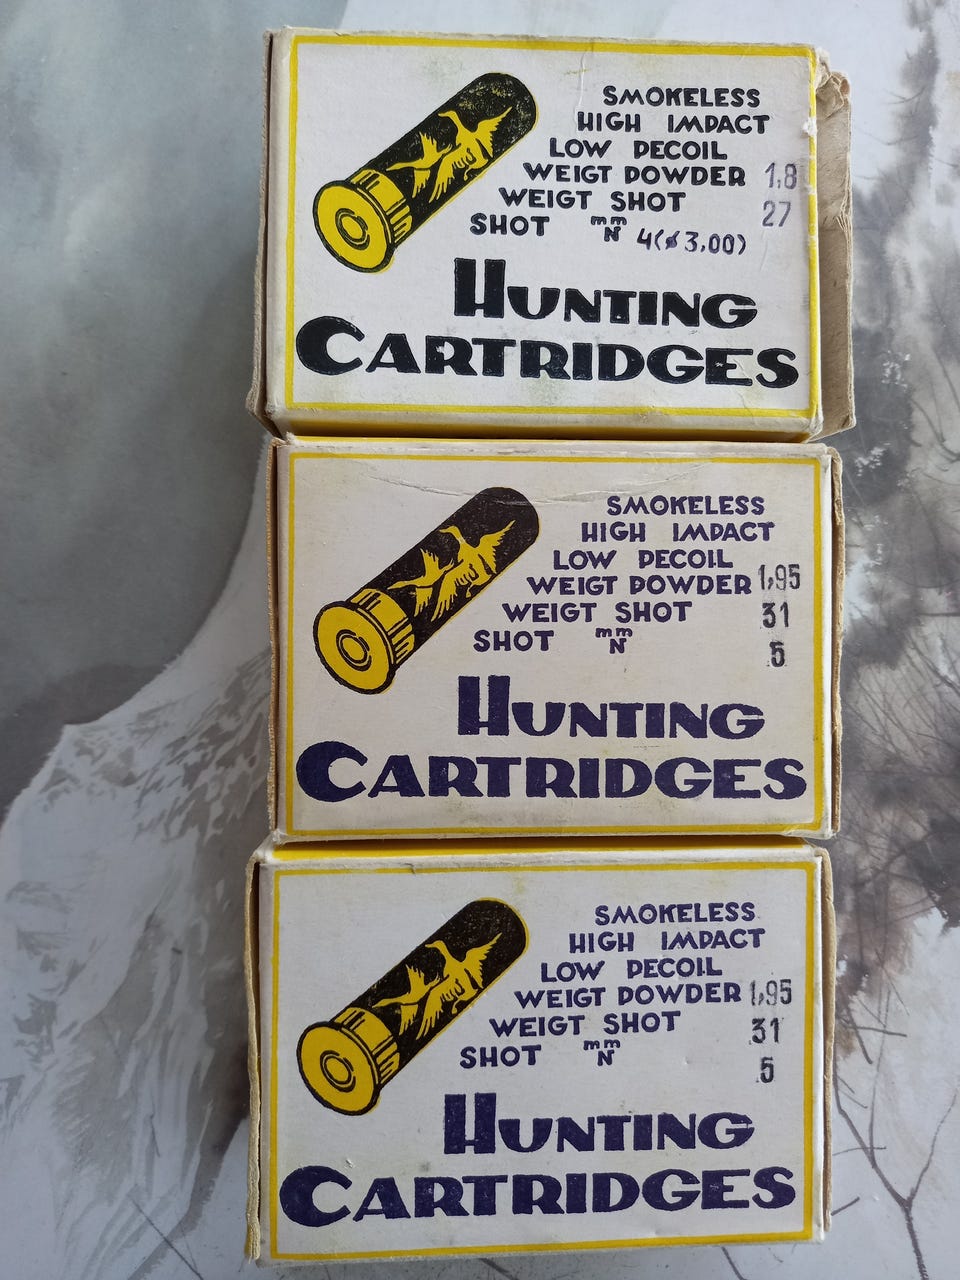 SMOKELESS
HIGH IMPACT
LOW PECOIL
WEIGT POWDER 1,8
WEIGT SHOT 27
SHOT mm N 4(ø 3,00)
HUNTING
CARTRIDGES
SMOKELESS
HIGH IMPACT
LOW PECOIL
WEIGT POWDER 1,95
WEIGT SHOT 31
SHOT mm N 5
HUNTING
CARTRIDGES
SMOKELESS
HIGH IMPACT
LOW PECOIL
WEIGT POWDER 1,95
WEIGT SHOT 31
SHOT mm N 5
HUNTING
CARTRIDGES